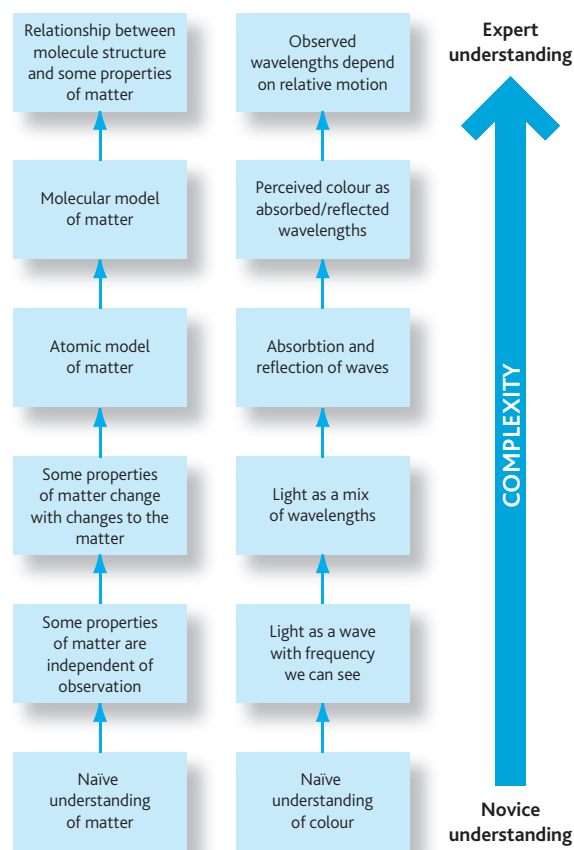 Relationship between
molecule structure
and some properties
of matter
Molecular model
of matter
Atomic model
of matter
Some properties
of matter change
with changes to the
matter
Some properties
of matter are
independent of
observation
Naïve
understanding
of matter
Observed
wavelengths depend
on relative motion
Perceived colour as
absorbed/reflected
wavelengths
Absorbtion and
reflection of waves
Light as a mix
of wavelengths
Light as a wave
with frequency
we can see
Naïve
understanding
of colour
Expert
understanding
COMPLEXITY
Novice
understanding